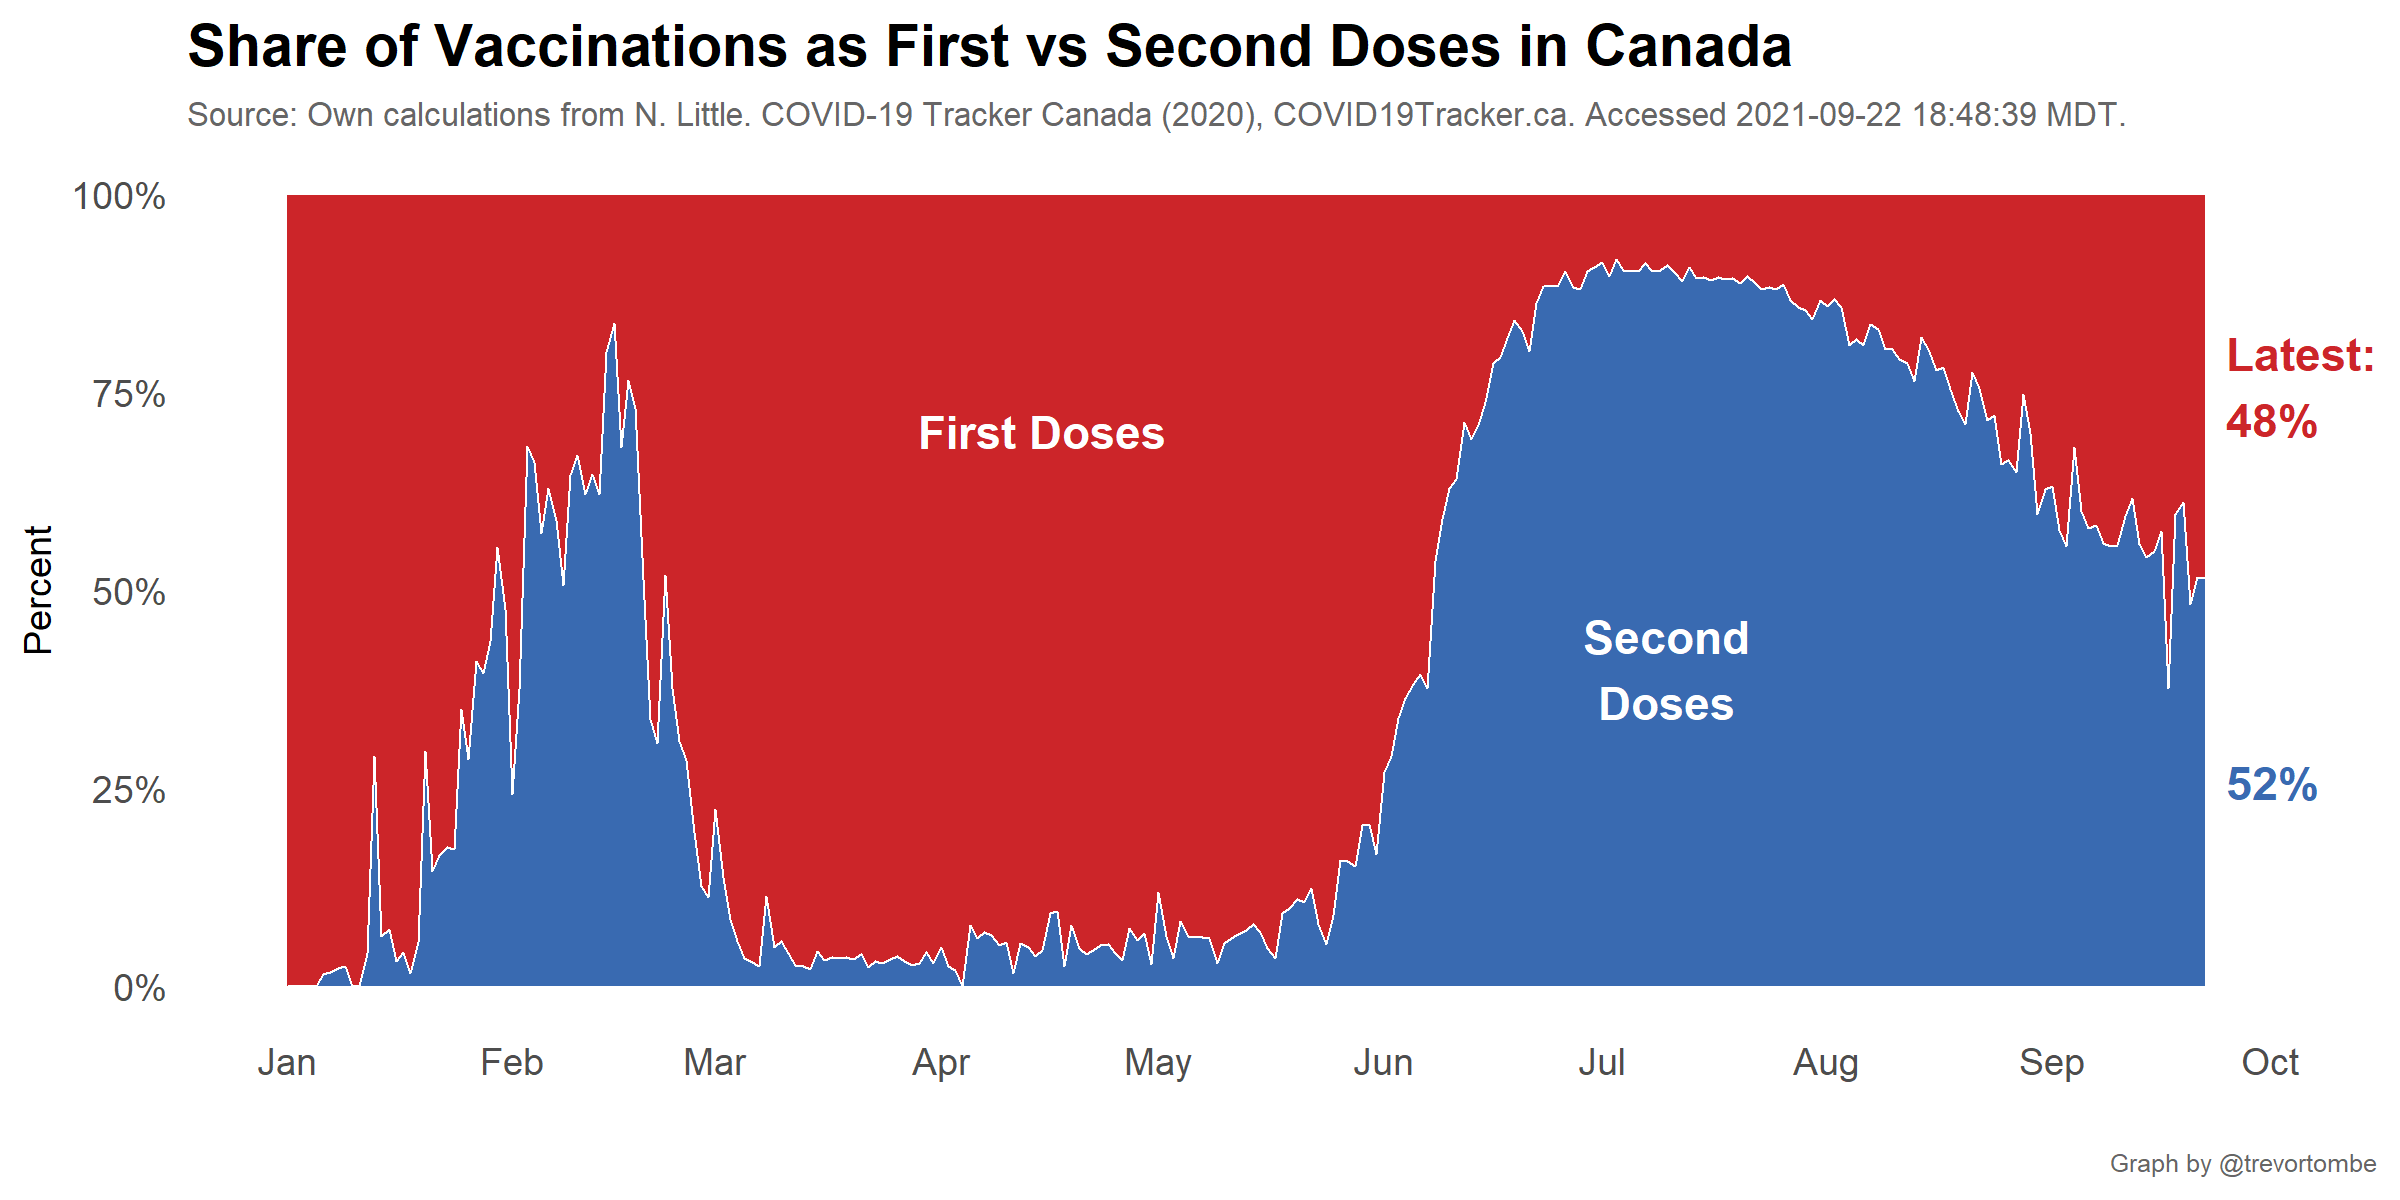 Share of Vaccinations as First vs Second Doses in Canada
Source: Own calculations from N. Little. COVID-19 Tracker Canada (2020), COVID19Tracker.ca. Accessed 2021-09-22 18:48:39 MDT.
100%
75%
50%
25%
0%
Percent
First Doses
Second
Doses
Latest:
48%
52%
Jan Feb Mar Apr May Jun Jul Aug Sep Oct
Graph by @trevortombe